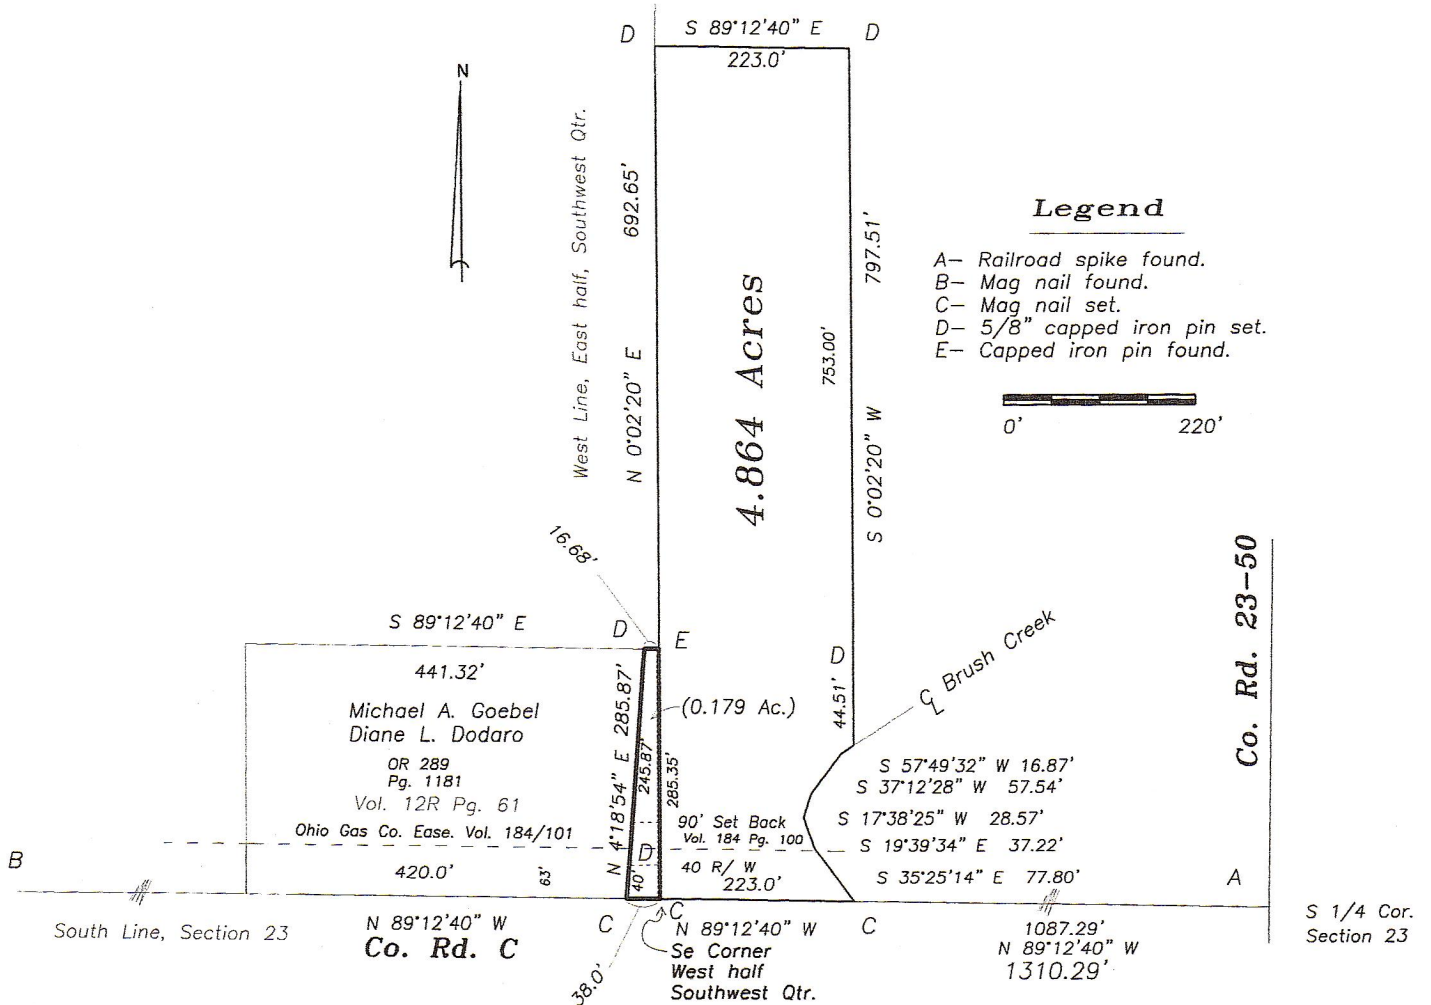 D
S 89°12'40" E
D
223.0'
N
West Line, East half, Southwest Qtr.
692.65'
N 0°02'20" E
4.864 Acres
753.00'
797.51'
S 0°02'20" W
Legend
A– Railroad spike found.
B– Mag nail found.
C– Mag nail set.
D– 5/8" capped iron pin set.
E– Capped iron pin found.
0'
220'
16.68'
S 89°12'40" E
D
E
441.32'
Michael A. Goebel
Diane L. Dodaro
OR 289
Pg. 1181
Vol. 12R Pg. 61
Ohio Gas Co. Ease. Vol. 184/101
420.0'
63'
N 4°18'54" E 285.87'
245.87'
285.35'
(0.179 Ac.)
D
40'
90' Set Back
Vol. 184 Pg. 100
40 R/ W
223.0'
D
44.51'
℄ Brush Creek
S 57°49'32" W 16.87'
S 37°12'28" W 57.54'
S 17°38'25" W 28.57'
S 19°39'34" E 37.22'
S 35°25'14" E 77.80'
Co. Rd. 23–50
B
A
South Line, Section 23
N 89°12'40" W
Co. Rd. C
C
C
38.0'
N 89°12'40" W
Se Corner
West half
Southwest Qtr.
C
1087.29'
N 89°12'40" W
1310.29'
S 1/4 Cor.
Section 23